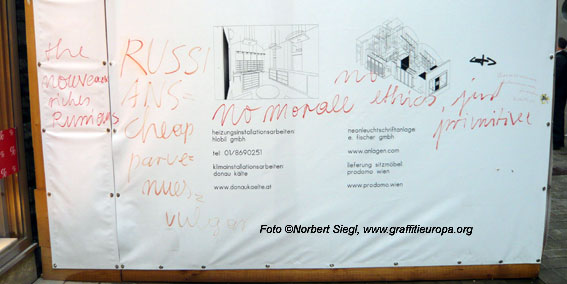 the
nouveau
riches
Russians
RUSSI
ANS=
cheap
parve-
nues=
vulgar
no morale ethics, just
primitive
heizungsinstallationsarbeiten
hlobil gmbh
tel 01/8690251
klimainstallationsarbeiten
donau kälte
www.donaukaelte.at
neonleuchtschriftanlage
a. fischer gmbh
www.anlagen.com
lieferung sitzmöbel
prodomo wien
www.prodomo.wien
Foto ©Norbert Siegl, www.graffitieuropa.org